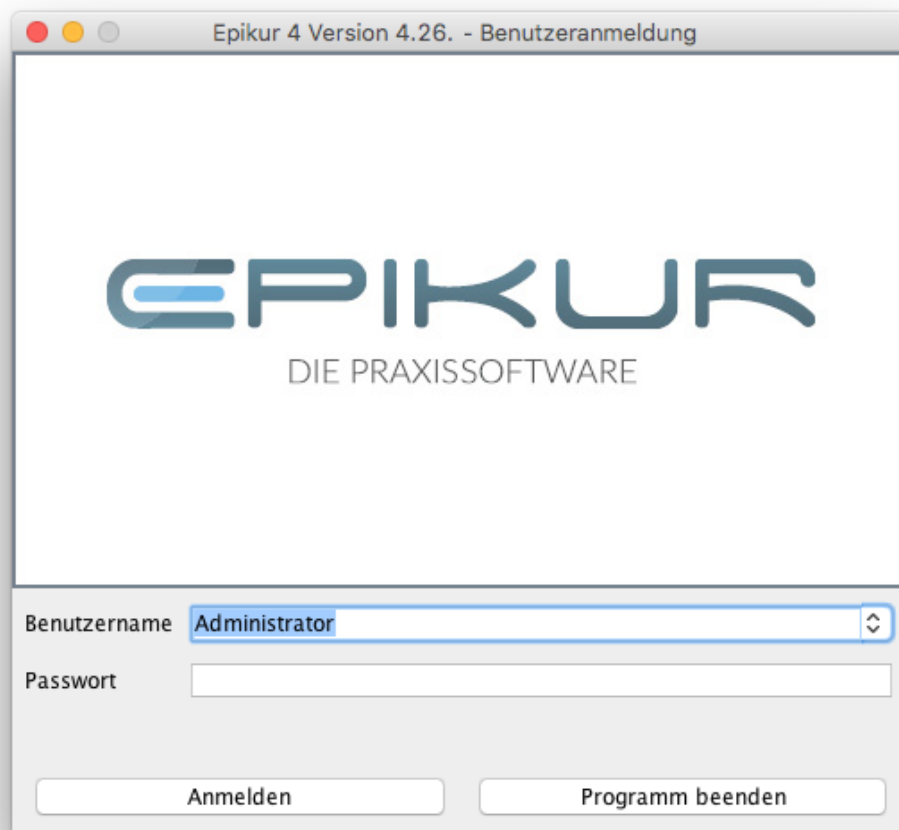 Epikur 4 Version 4.26. - Benutzeranmeldung
EPIKUR
DIE PRAXISSOFTWARE
Benutzername Administrator
Passwort
Anmelden Programm beenden